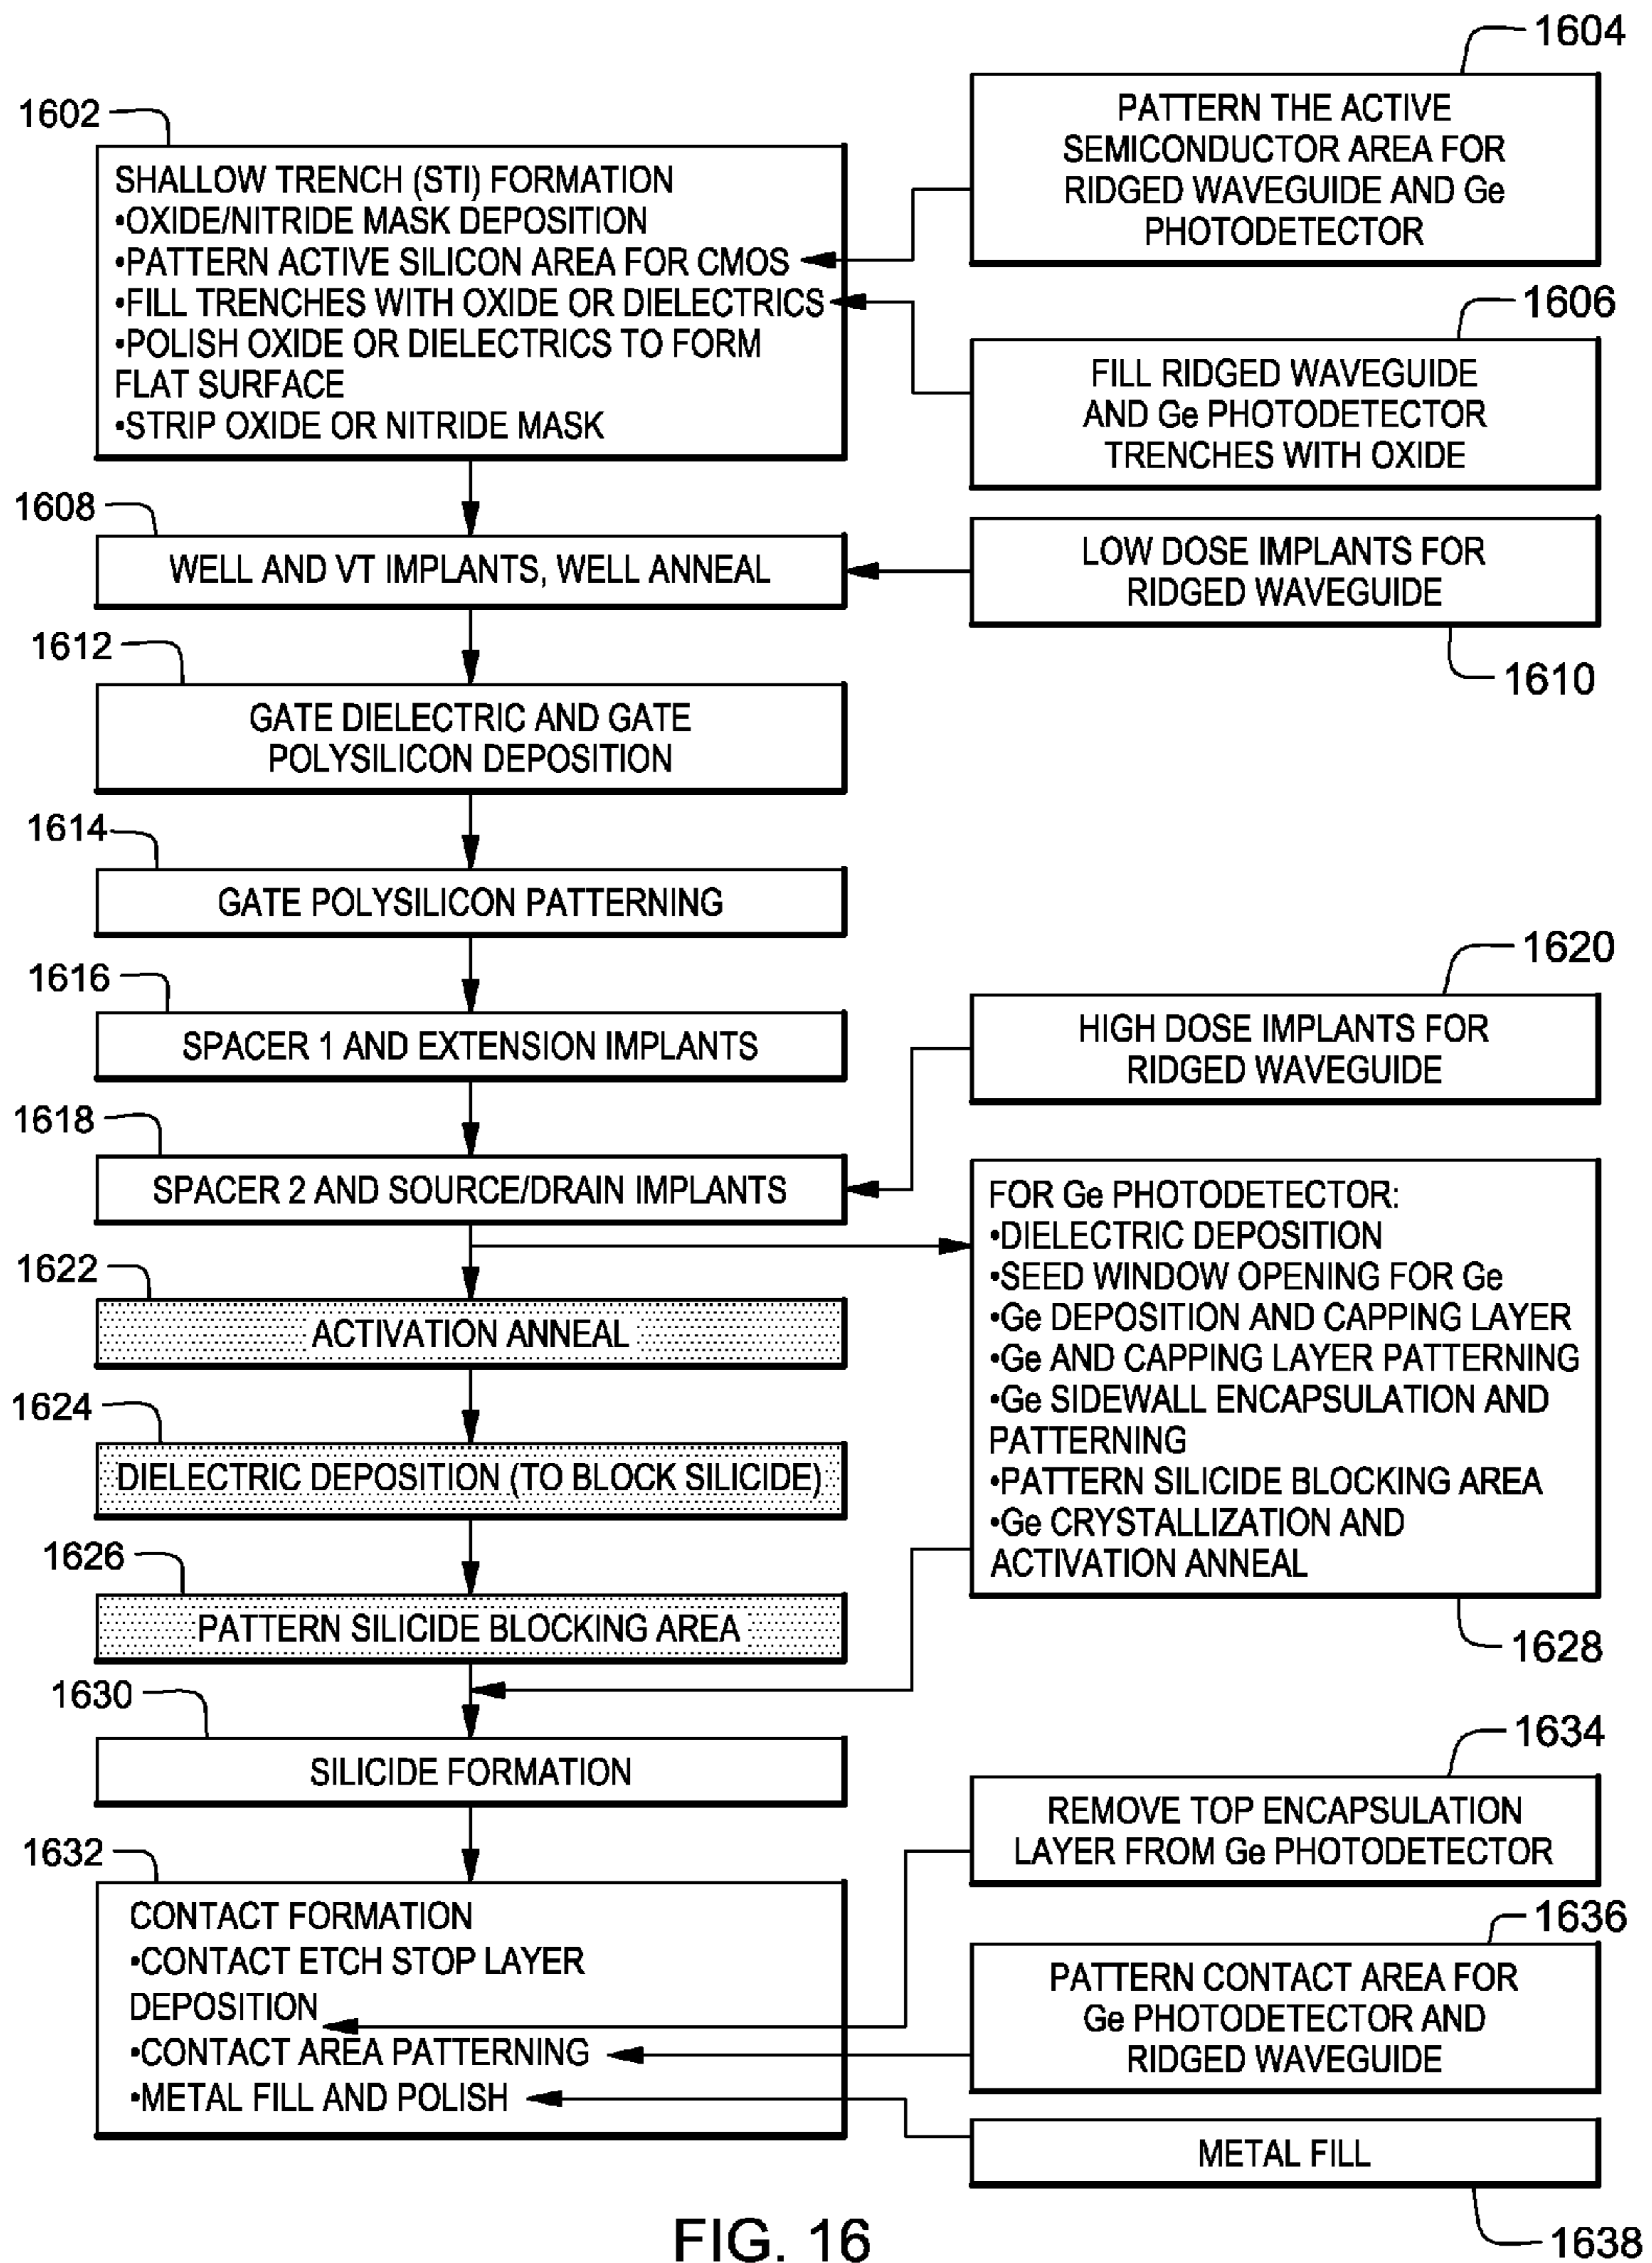 1604
PATTERN THE ACTIVE
SEMICONDUCTOR AREA FOR
RIDGED WAVEGUIDE AND Ge
PHOTODETECTOR
1602
SHALLOW TRENCH (STI) FORMATION
•OXIDE/NITRIDE MASK DEPOSITION
•PATTERN ACTIVE SILICON AREA FOR CMOS
•FILL TRENCHES WITH OXIDE OR DIELECTRICS
•POLISH OXIDE OR DIELECTRICS TO FORM
FLAT SURFACE
•STRIP OXIDE OR NITRIDE MASK
1606
FILL RIDGED WAVEGUIDE
AND Ge PHOTODETECTOR
TRENCHES WITH OXIDE
1608
WELL AND VT IMPLANTS, WELL ANNEAL
LOW DOSE IMPLANTS FOR
RIDGED WAVEGUIDE
1610
1612
GATE DIELECTRIC AND GATE
POLYSILICON DEPOSITION
1614
GATE POLYSILICON PATTERNING
1616
SPACER 1 AND EXTENSION IMPLANTS
1620
HIGH DOSE IMPLANTS FOR
RIDGED WAVEGUIDE
1618
SPACER 2 AND SOURCE/DRAIN IMPLANTS
1622
ACTIVATION ANNEAL
1624
DIELECTRIC DEPOSITION (TO BLOCK SILICIDE)
1626
PATTERN SILICIDE BLOCKING AREA
FOR Ge PHOTODETECTOR:
•DIELECTRIC DEPOSITION
•SEED WINDOW OPENING FOR Ge
•Ge DEPOSITION AND CAPPING LAYER
•Ge AND CAPPING LAYER PATTERNING
•Ge SIDEWALL ENCAPSULATION AND
PATTERNING
•PATTERN SILICIDE BLOCKING AREA
•Ge CRYSTALLIZATION AND
ACTIVATION ANNEAL
1628
1630
SILICIDE FORMATION
1634
REMOVE TOP ENCAPSULATION
LAYER FROM Ge PHOTODETECTOR
1632
CONTACT FORMATION
•CONTACT ETCH STOP LAYER
DEPOSITION
•CONTACT AREA PATTERNING
•METAL FILL AND POLISH
1636
PATTERN CONTACT AREA FOR
Ge PHOTODETECTOR AND
RIDGED WAVEGUIDE
METAL FILL
1638
FIG. 16